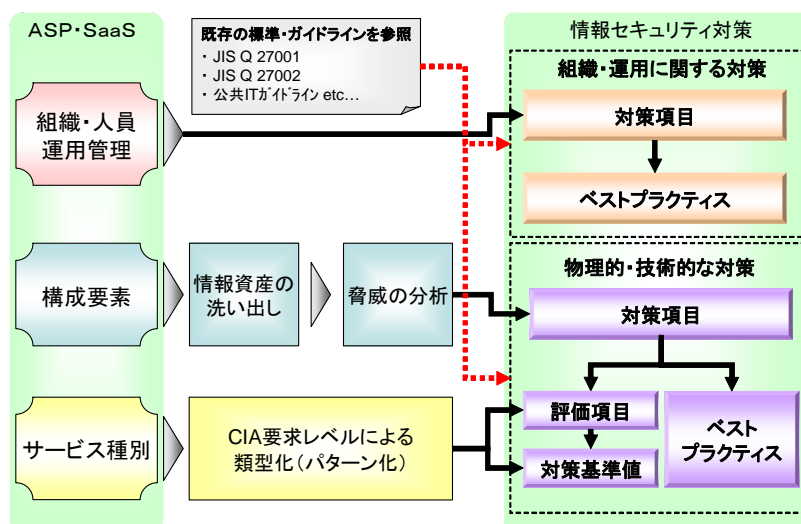 ASP・SaaS
既存の標準・ガイドラインを参照
・ JIS Q 27001
・ JIS Q 27002
・ 公共ITガイドライン etc…
情報セキュリティ対策
組織・運用に関する対策
組織・人員
運用管理
対策項目
ベストプラクティス
物理的・技術的な対策
構成要素
情報資産の
洗い出し
脅威の分析
対策項目
サービス種別
CIA要求レベルによる
類型化（パターン化）
評価項目
対策基準値
ベスト
プラクティス